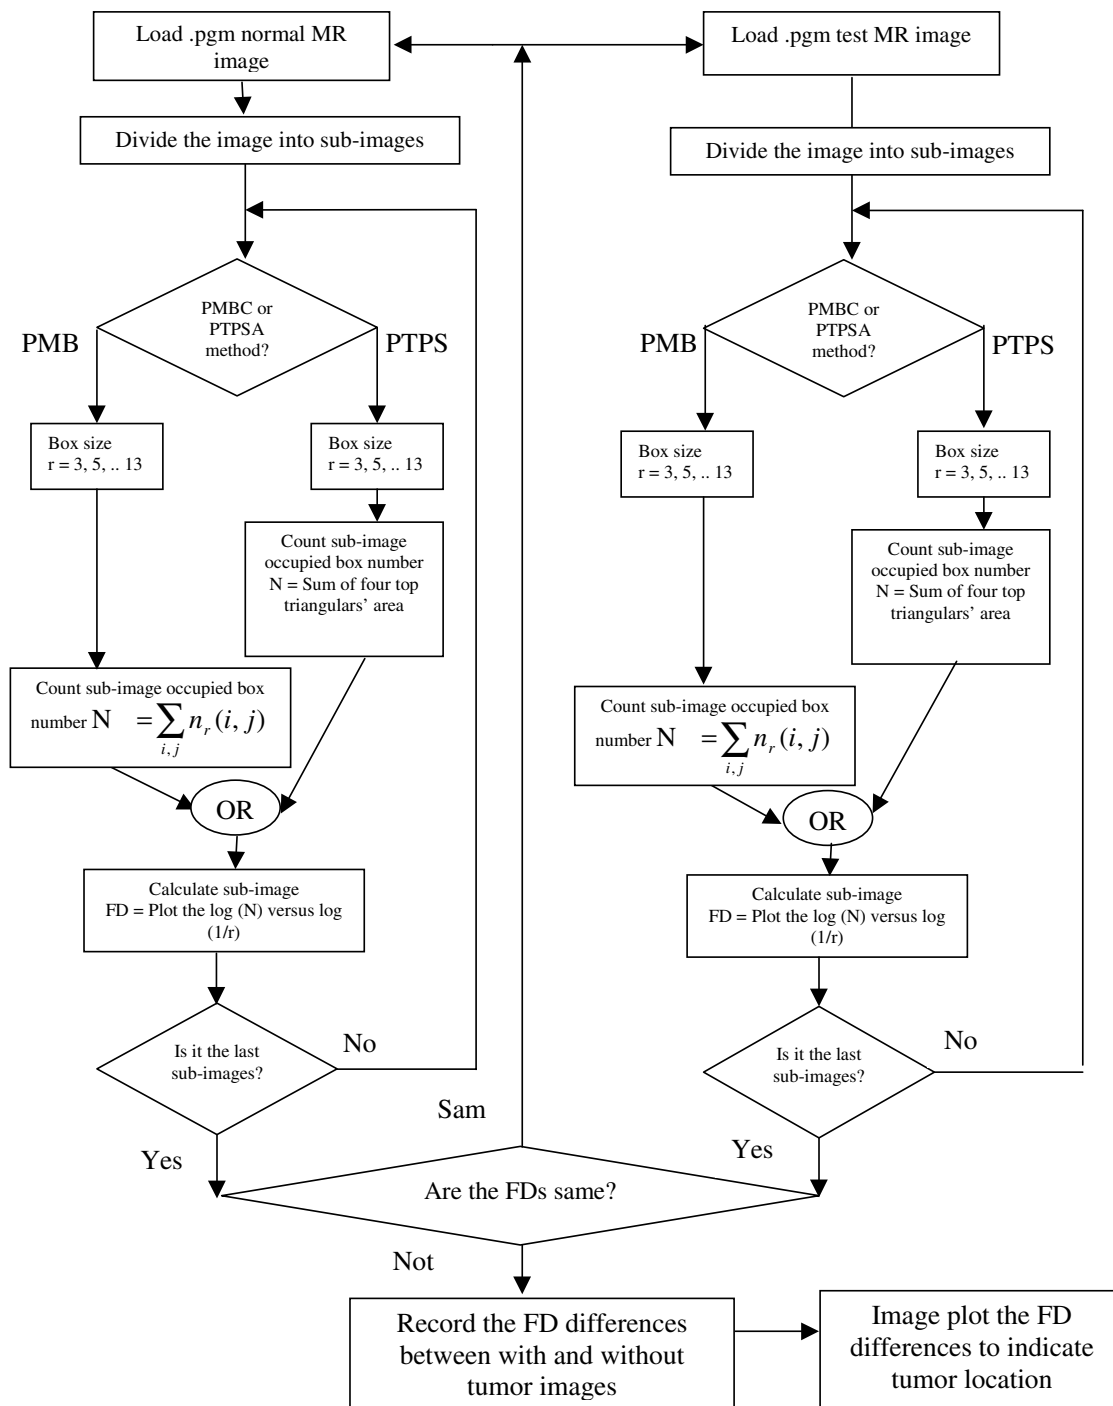 Load .pgm normal MR
image
Divide the image into sub-images
PMBC or
PTPSA
method?
PMB
PTPS
Box size
r = 3, 5, .. 13
Box size
r = 3, 5, .. 13
Count sub-image
occupied box number
N = Sum of four top
triangulars’ area
Count sub-image occupied box
number N = ∑ n_r (i, j)
i, j
OR
Calculate sub-image
FD = Plot the log (N) versus log
(1/r)
Is it the last
sub-images?
No
Yes
Load .pgm test MR image
Divide the image into sub-images
PMBC or
PTPSA
method?
PMB
PTPS
Box size
r = 3, 5, .. 13
Box size
r = 3, 5, .. 13
Count sub-image
occupied box number
N = Sum of four top
triangulars’ area
Count sub-image occupied box
number N = ∑ n_r (i, j)
i, j
OR
Calculate sub-image
FD = Plot the log (N) versus log
(1/r)
Is it the last
sub-images?
No
Yes
Sam
Are the FDs same?
Not
Record the FD differences
between with and without
tumor images
Image plot the FD
differences to indicate
tumor location